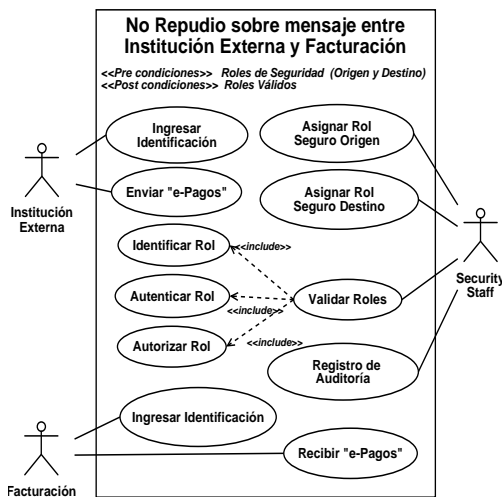 No Repudio sobre mensaje entre
Institución Externa y Facturación
<<Pre condiciones>> Roles de Seguridad (Origen y Destino)
<<Post condiciones>> Roles Válidos
Ingresar
Identificación
Asignar Rol
Seguro Origen
Enviar "e-Pagos"
Asignar Rol
Seguro Destino
Institución
Externa
Identificar Rol
<<include>>
Autenticar Rol
<<include>>
Validar Roles
Security
Staff
Autorizar Rol
<<include>>
Registro de
Auditoría
Ingresar Identificación
Recibir "e-Pagos"
Facturación